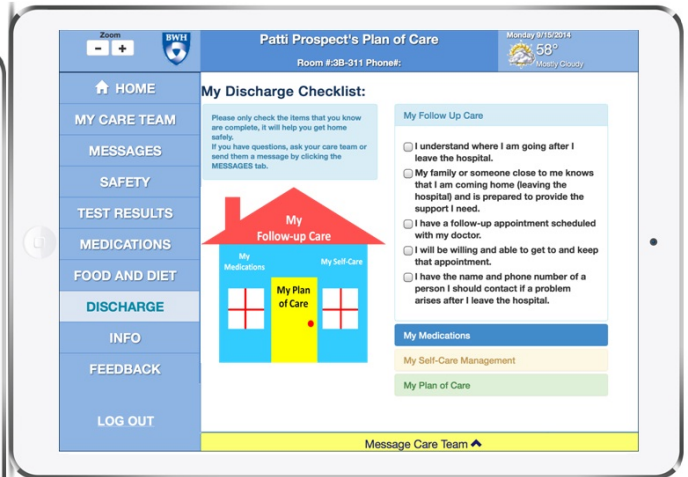 Zoom
- +
BWH
Patti Prospect's Plan of Care
Room #:3B-311 Phone#:
Monday 9/15/2014
58°
Mostly Cloudy
HOME
MY CARE TEAM
MESSAGES
SAFETY
TEST RESULTS
MEDICATIONS
FOOD AND DIET
DISCHARGE
INFO
FEEDBACK
LOG OUT
My Discharge Checklist:
Please only check the items that you know
are complete, it will help you get home
safely.
If you have questions, ask your care team or
send them a message by clicking the
MESSAGES tab.
My
Follow-up Care
My
Medications
My Self-Care
My Plan
of Care
My Follow Up Care
I understand where I am going after I
leave the hospital.
My family or someone close to me knows
that I am coming home (leaving the
hospital) and is prepared to provide the
support I need.
I have a follow-up appointment scheduled
with my doctor.
I will be willing and able to get to and keep
that appointment.
I have the name and phone number of a
person I should contact if a problem
arises after I leave the hospital.
My Medications
My Self-Care Management
My Plan of Care
Message Care Team